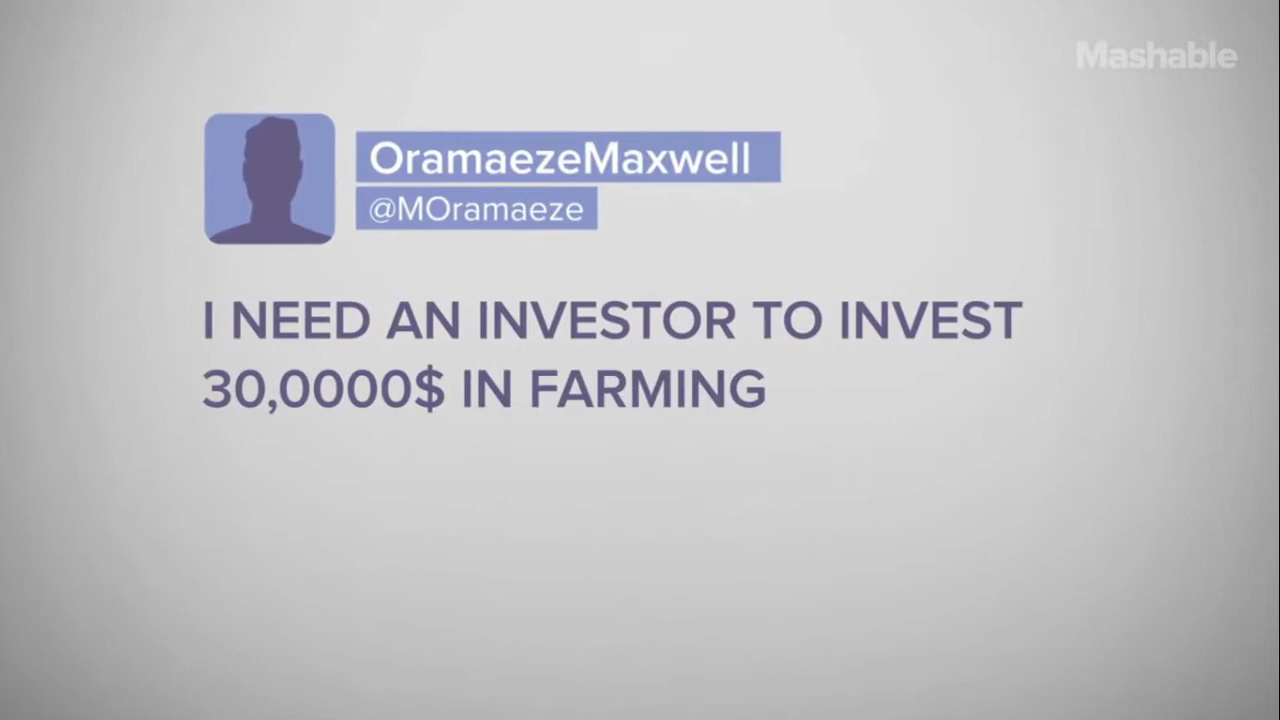 Mashable
OramaezeMaxwell
@MOramaeze
I NEED AN INVESTOR TO INVEST
30,0000$ IN FARMING